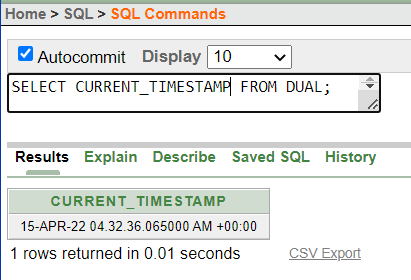 Home > SQL > SQL Commands
Autocommit Display 10
SELECT CURRENT_TIMESTAMP FROM DUAL;
Results Explain Describe Saved SQL History
CURRENT_TIMESTAMP
15-APR-22 04.32.36.065000 AM +00:00
1 rows returned in 0.01 seconds CSV Export